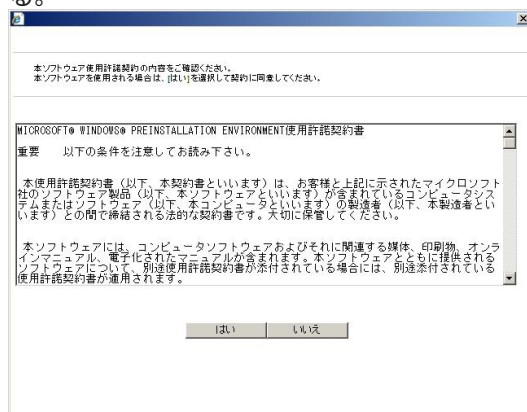 る。
本ソフトウェア使用許諾契約の内容をご確認ください。
本ソフトウェアを使用される場合は、[はい]を選択して契約に同意してください。
MICROSOFT® WINDOWS® PREINSTALLATION ENVIRONMENT使用許諾契約書
重要 以下の条件を注意してお読み下さい。
本使用許諾契約書（以下、本契約書といいます）は、お客様と上記に示されたマイクロソフト
社のソフトウェア製品（以下、本ソフトウェアといいます）が含まれているコンピュータシス
テムまたはソフトウェア（以下、本コンピュータといいます）の製造者（以下、本製造者とい
います）との間で締結される法的な契約書です。大切に保管してください。
本ソフトウェアには、コンピュータソフトウェアおよびそれに関連する媒体、印刷物、オンラ
インマニュアル、電子化されたマニュアルが含まれます。本ソフトウェアとともに提供される
ソフトウェアについて、別途使用許諾契約書が添付されている場合には、別途添付されている
使用許諾契約書が適用されます。
はい いいえ